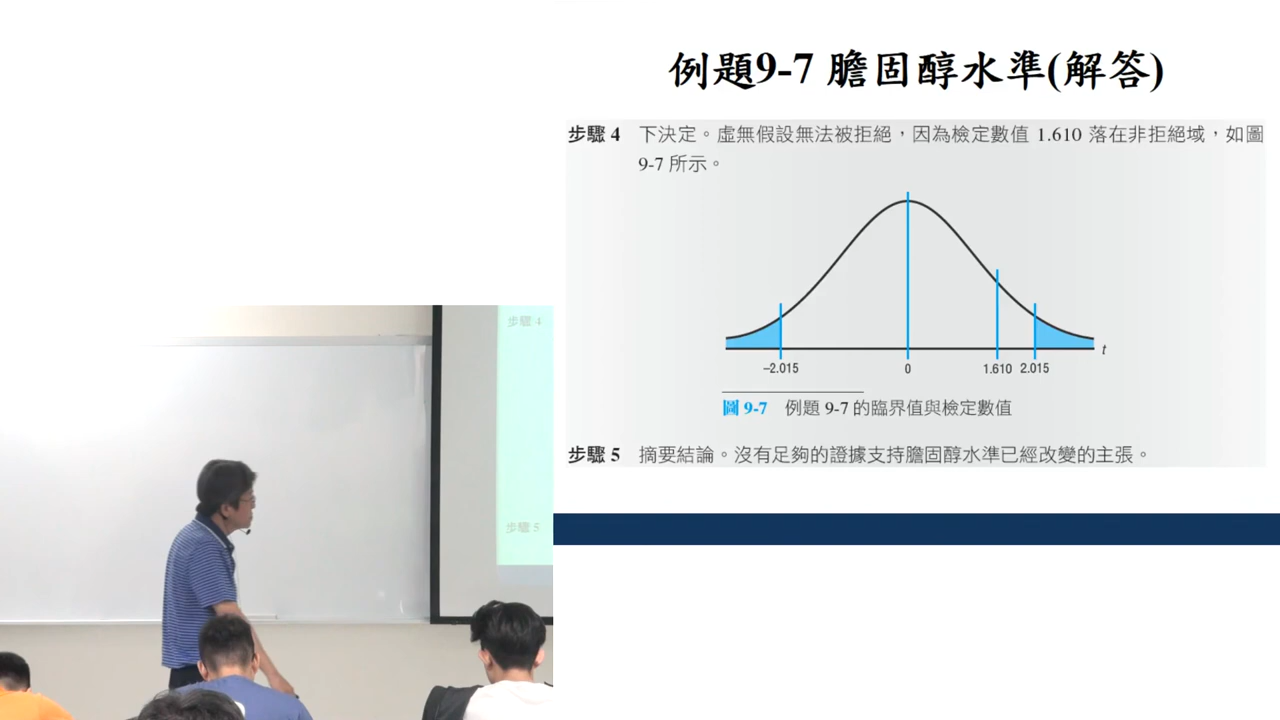 例題9-7 膽固醇水準(解答)
步驟 4 下決定。虛無假設無法被拒絕，因為檢定數值 1.610 落在非拒絕域，如圖
9-7 所示。
t
−2.015 0 1.610 2.015
圖 9-7 例題 9-7 的臨界值與檢定數值
步驟 5 摘要結論。沒有足夠的證據支持膽固醇水準已經改變的主張。
步驟 4
步驟 5